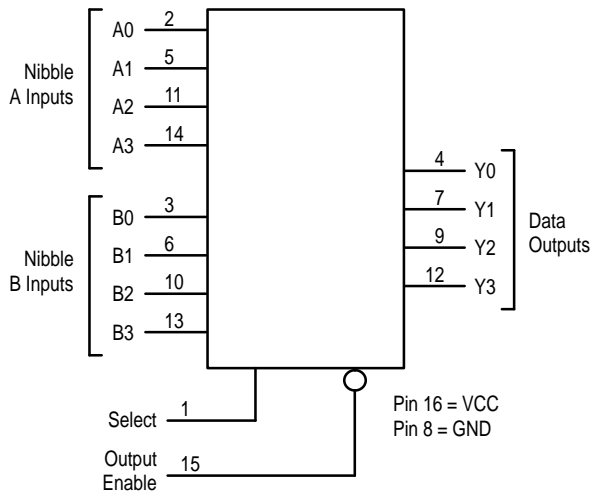 Nibble
A Inputs
A0 2
A1 5
A2 11
A3 14
Nibble
B Inputs
B0 3
B1 6
B2 10
B3 13
4 Y0
7 Y1
9 Y2
12 Y3
Data
Outputs
Select 1
Output
Enable 15
Pin 16 = VCC
Pin 8 = GND